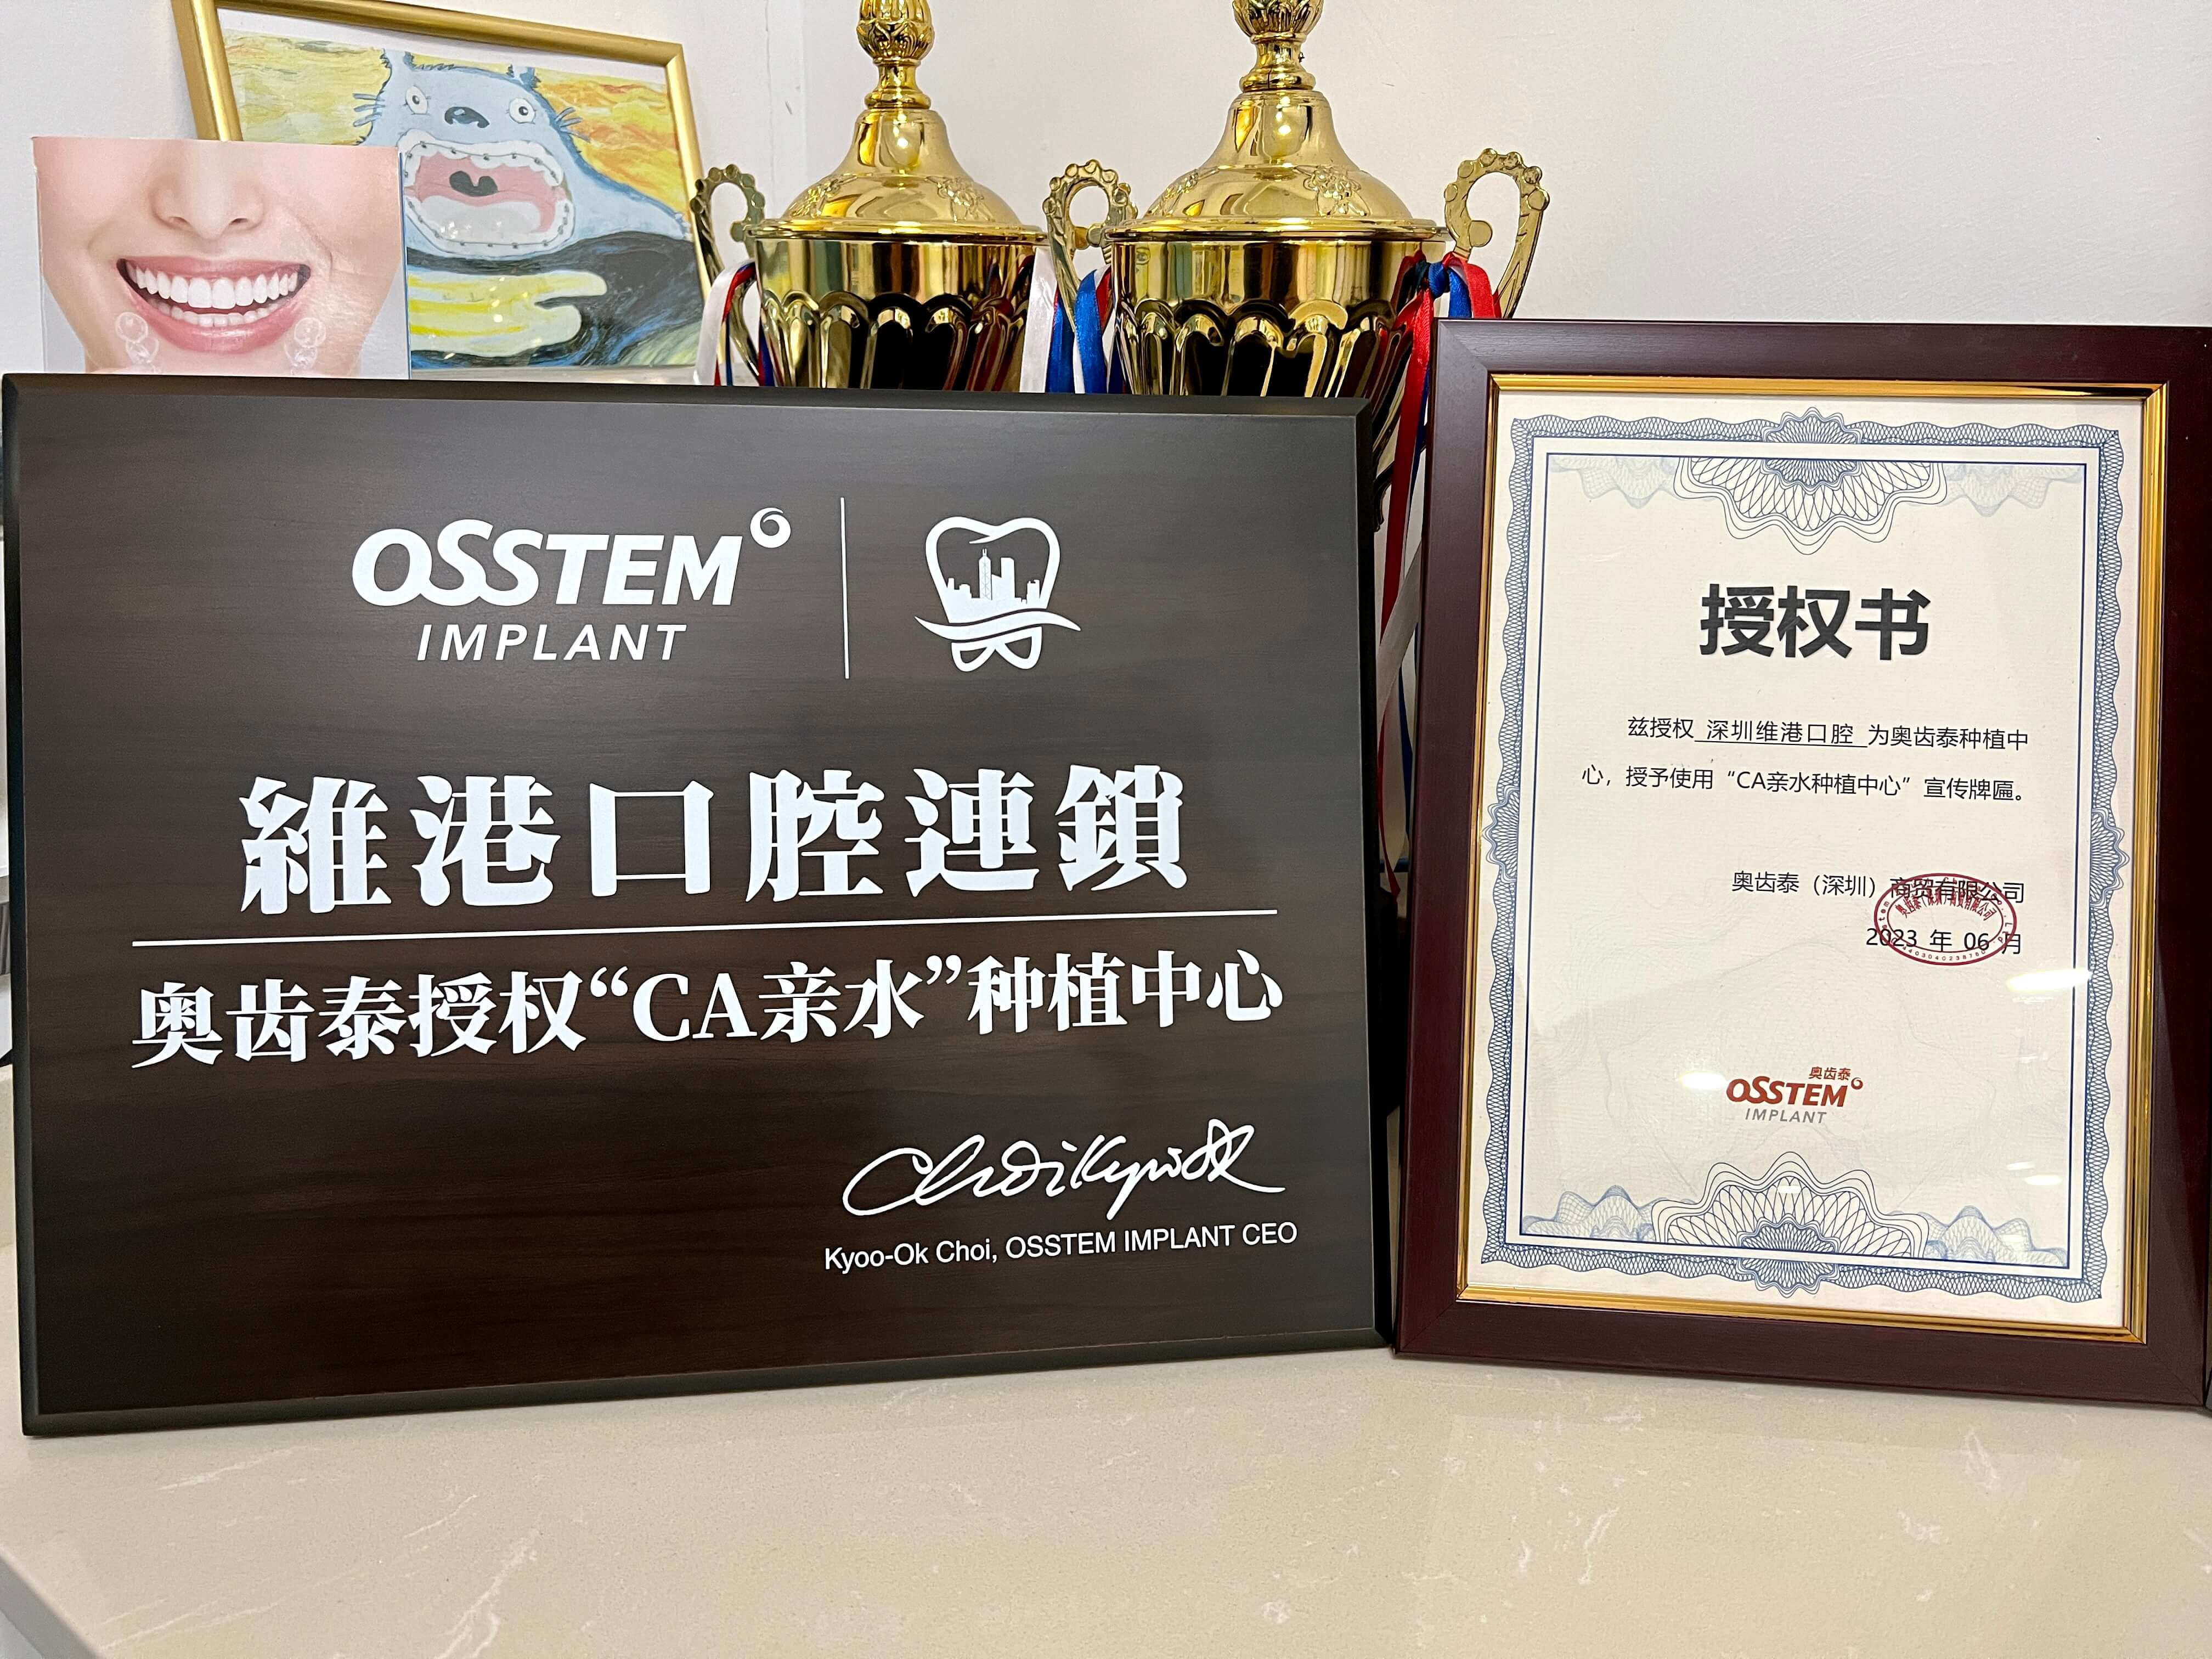 OSSTEM
IMPLANT
維港口腔連鎖
奥齿泰授权“CA亲水”种植中心
Kyoo-Ok Choi, OSSTEM IMPLANT CEO
授权书
兹授权 深圳维港口腔 为奥齿泰种植中
心，授予使用“CA亲水种植中心”宣传牌匾。
奥齿泰（深圳）商贸有限公司
2023 年 06 月
奥齿泰
OSSTEM
IMPLANT